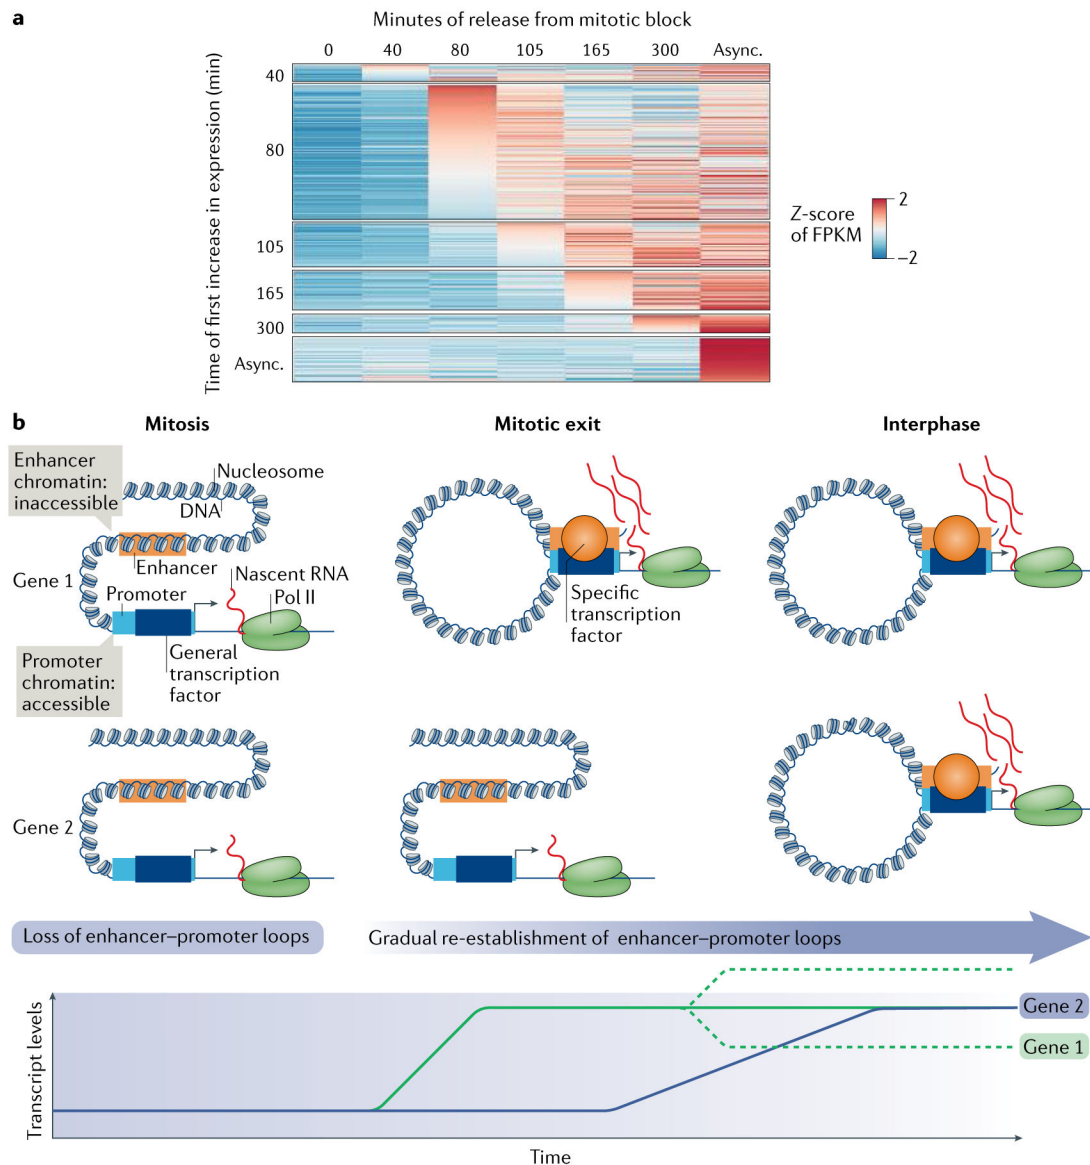 a
Minutes of release from mitotic block
0 40 80 105 165 300 Async.
Time of first increase in expression (min)
40
80
105
165
300
Async.
Z-score
of FPKM
2
−2
b
Mitosis
Mitotic exit
Interphase
Enhancer
chromatin:
inaccessible
Nucleosome
DNA
Enhancer
Gene 1
Promoter
Nascent RNA
Pol II
General
transcription
factor
Promoter
chromatin:
accessible
Specific
transcription
factor
Gene 2
Loss of enhancer–promoter loops
Gradual re-establishment of enhancer–promoter loops
Transcript levels
Gene 2
Gene 1
Time